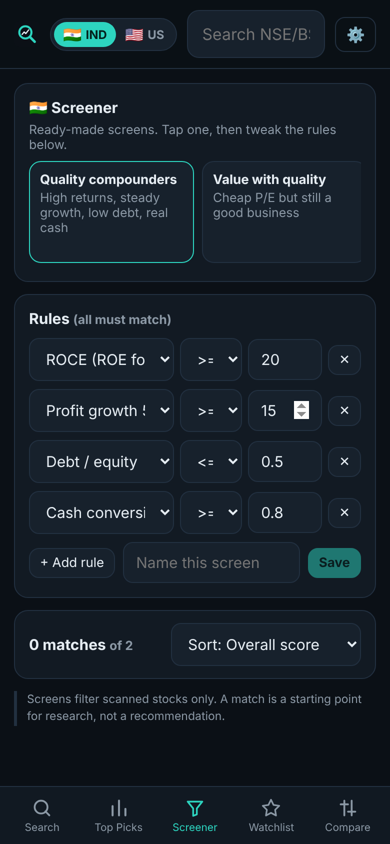 🇮🇳 IND 🇺🇸 US Search NSE/B:
🇮🇳 Screener
Ready-made screens. Tap one, then tweak the rules
below.
Quality compounders
High returns, steady
growth, low debt, real
cash
Value with quality
Cheap P/E but still a
good business
Rules (all must match)
ROCE (ROE fo >= 20 ×
Profit growth 5 >= 15 ×
Debt / equity <= 0.5 ×
Cash conversi >= 0.8 ×
+ Add rule Name this screen Save
0 matches of 2 Sort: Overall score
Screens filter scanned stocks only. A match is a starting point
for research, not a recommendation.
Search Top Picks Screener Watchlist Compare